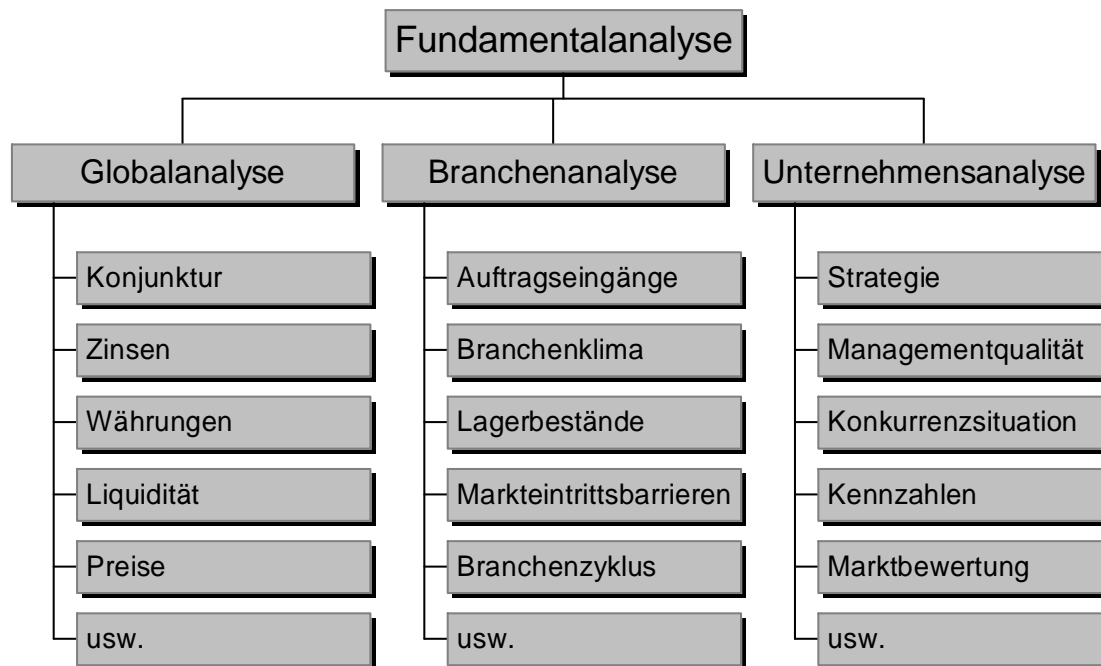 Fundamentalanalyse
Globalanalyse
Konjunktur
Zinsen
Währungen
Liquidität
Preise
usw.
Branchenanalyse
Auftragseingänge
Branchenklima
Lagerbestände
Markteintrittsbarrieren
Branchenzyklus
usw.
Unternehmensanalyse
Strategie
Managementqualität
Konkurrenzsituation
Kennzahlen
Marktbewertung
usw.